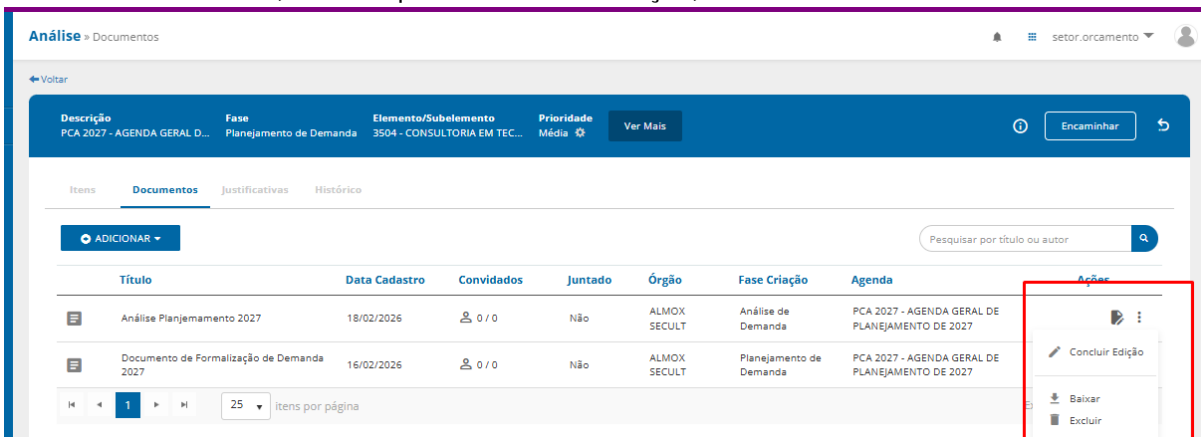 Análise » Documentos
setor.orcamento
Voltar
Descrição Fase Elemento/Subelemento Prioridade
PCA 2027 - AGENDA GERAL D... Planejamento de Demanda 3504 - CONSULTORIA EM TEC... Média
Ver Mais
Encaminhar
Itens Documentos Justificativas Histórico
ADICIONAR
Pesquisar por título ou autor
Título Data Cadastro Convidados Juntado Órgão Fase Criação Agenda Ações
Análise Planjemamento 2027 18/02/2026 0 / 0 Não ALMOX SECULT Análise de Demanda PCA 2027 - AGENDA GERAL DE PLANEJAMENTO DE 2027
Documento de Formalização de Demanda 2027 16/02/2026 0 / 0 Não ALMOX SECULT Planejamento de Demanda PCA 2027 - AGENDA GERAL DE PLANEJAMENTO DE 2027
Concluir Edição
Baixar
Excluir
1 25 itens por página